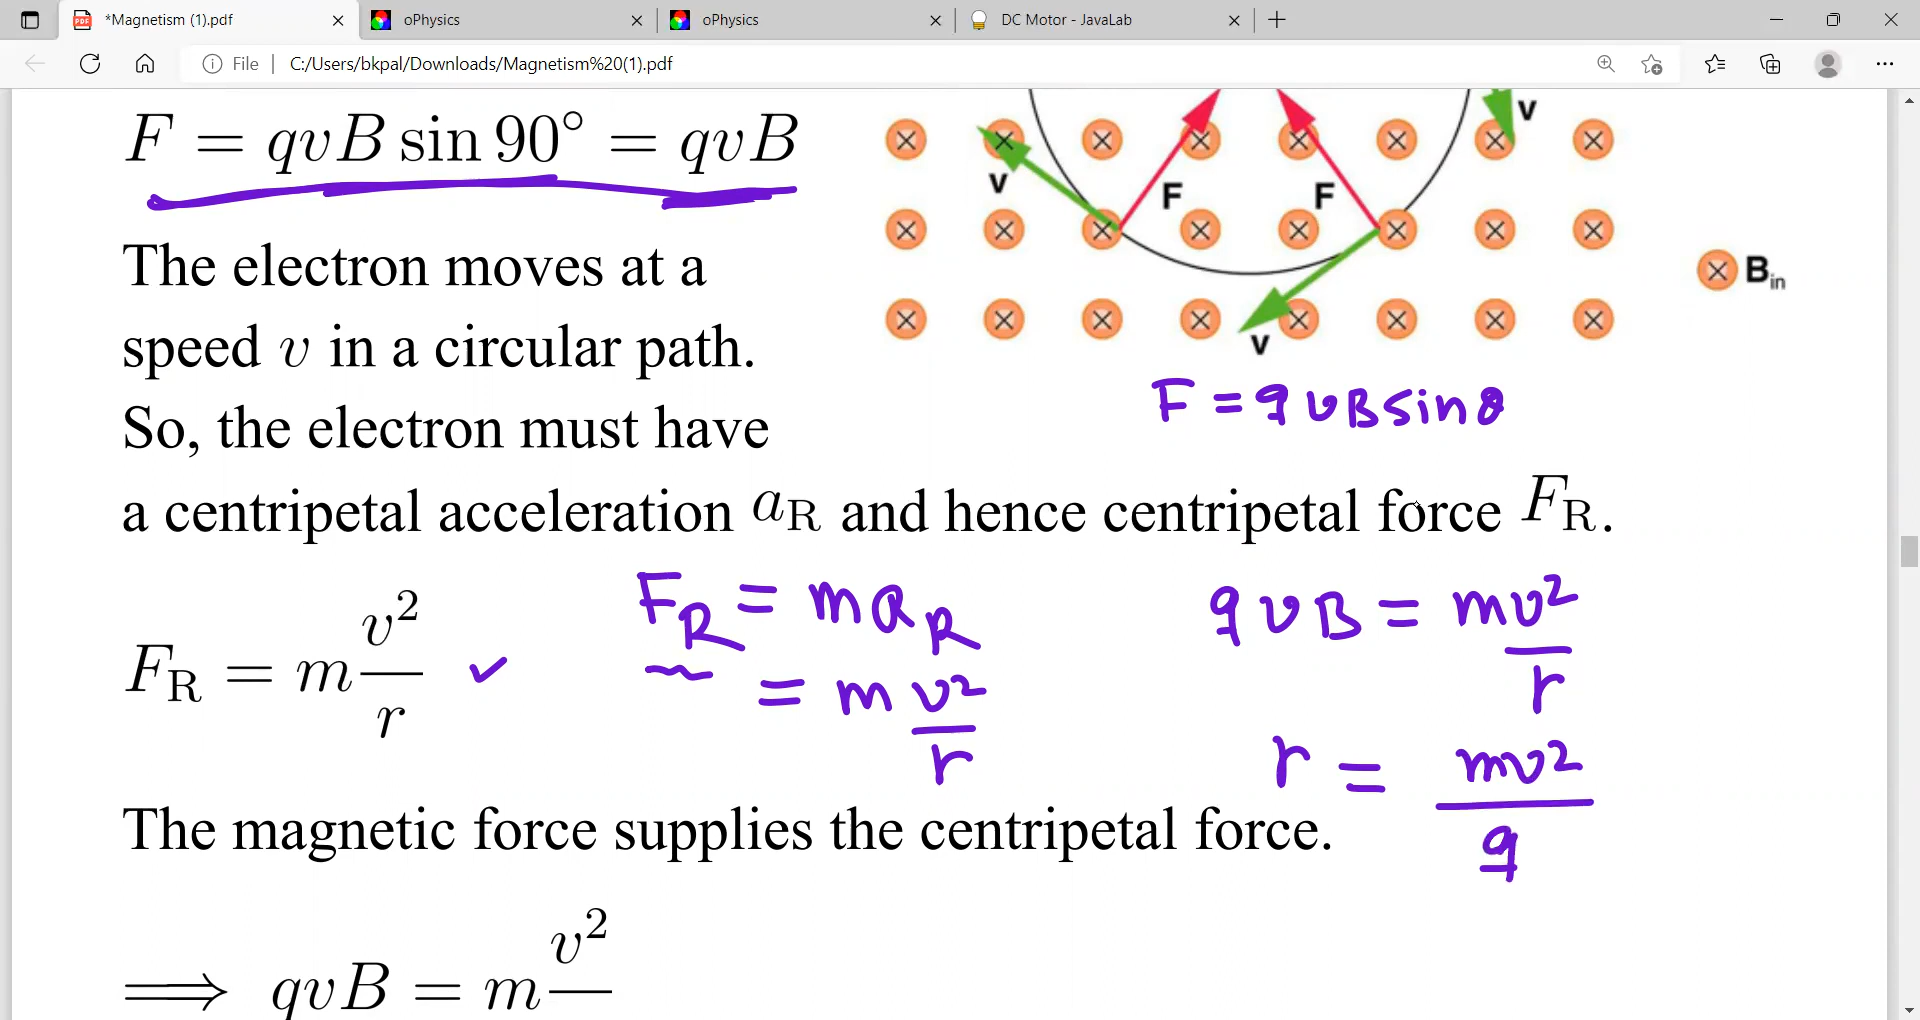 *Magnetism (1).pdf
oPhysics
oPhysics
DC Motor - JavaLab
File | C:/Users/bkpal/Downloads/Magnetism%20(1).pdf
F = qvB sin 90° = qvB
v
F
F
v
v
B_in
The electron moves at a
speed v in a circular path.
So, the electron must have
F = qvBsinθ
a centripetal acceleration a_R and hence centripetal force F_R.
F_R = m v²/r ✓
F_R = ma_R
= m v²/r
qvB = mv²/r
r = mv²/q
The magnetic force supplies the centripetal force.
⟹ qvB = m v²